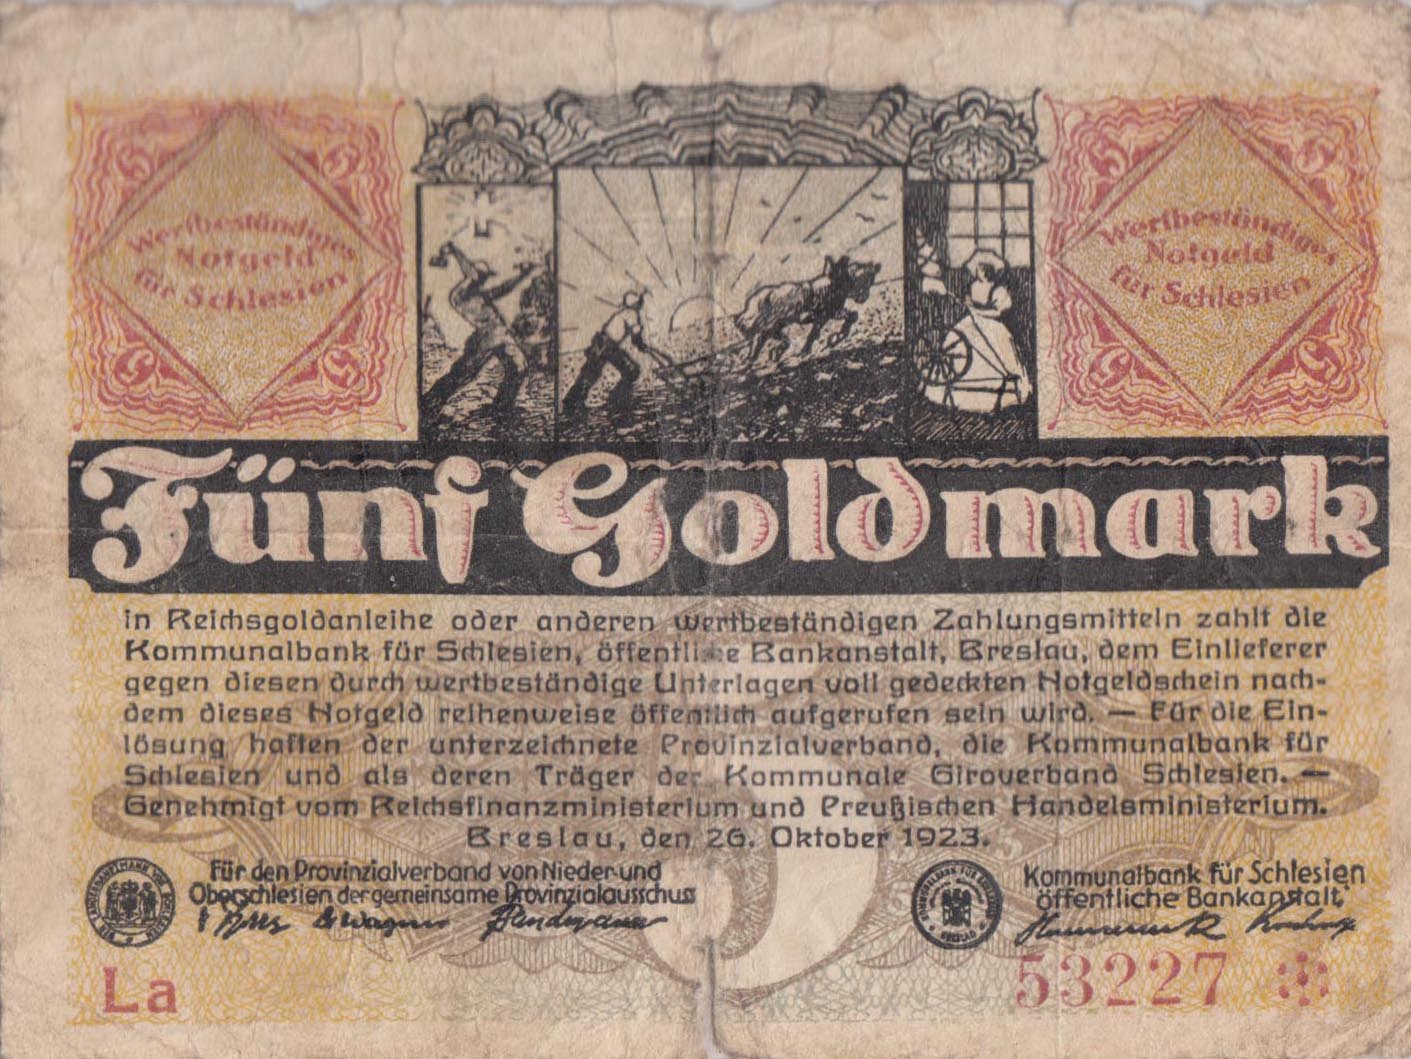 Wertbeständiges
Notgeld
für Schlesien
Wertbeständiges
Notgeld
für Schlesien
Fünf Goldmark
in Reichsgoldanleihe oder anderen wertbeständigen Zahlungsmitteln zahlt die
Kommunalbank für Schlesien, öffentliche Bankanstalt, Breslau, dem Einlieferer
gegen diesen durch wertbeständige Unterlagen voll gedeckten Notgeldschein nach-
dem dieses Notgeld reihenweise öffentlich aufgerufen sein wird. — Für die Ein-
lösung haften der unterzeichnete Provinzialverband, die Kommunalbank für
Schlesien und als deren Träger der Kommunale Giroverband Schlesien. —
Genehmigt vom Reichsfinanzministerium und Preußischen Handelsministerium.
Breslau, den 26. Oktober 1923.
5
Für den Provinzialverband von Nieder-und
Oberschlesien der gemeinsame Provinzialausschuss
Wagner
Kommunalbank für Schlesien
öffentliche Bankanstalt,
BRESLAU
La
53227